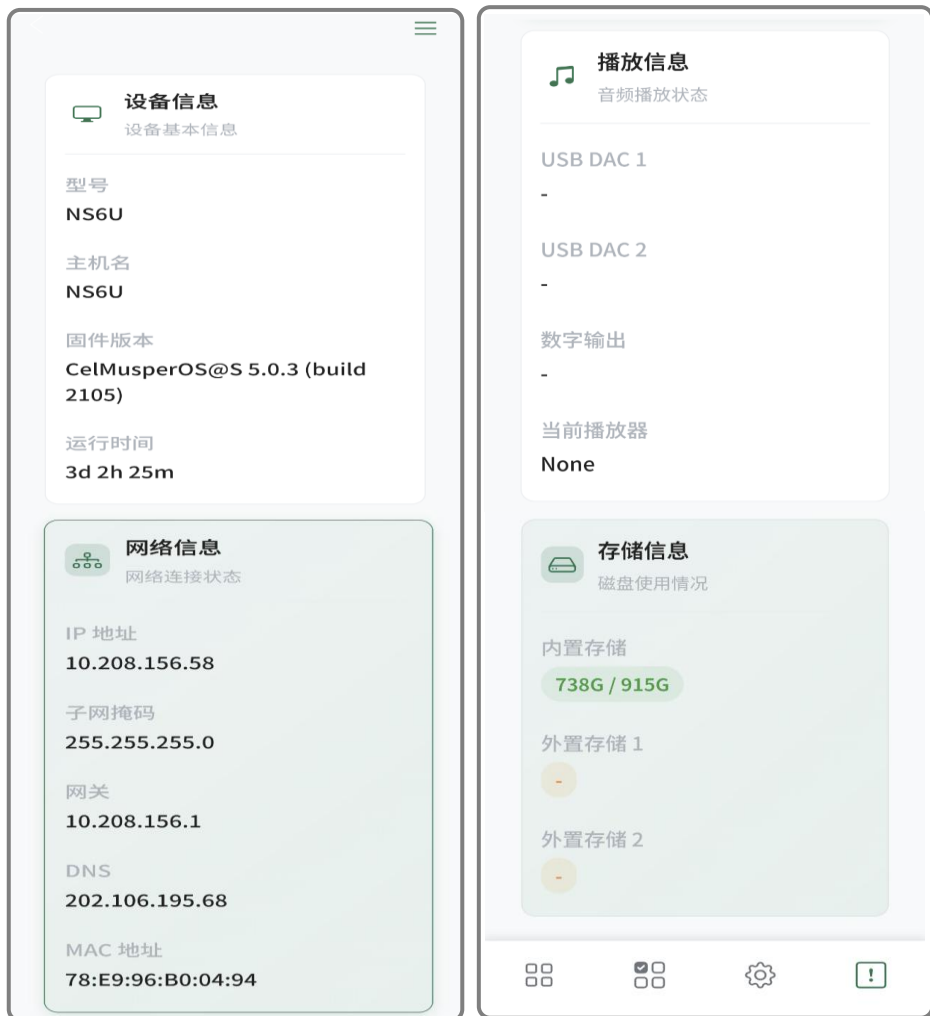 设备信息
设备基本信息
型号
NS6U
主机名
NS6U
固件版本
CelMusperOS@S 5.0.3 (build
2105)
运行时间
3d 2h 25m
网络信息
网络连接状态
IP 地址
10.208.156.58
子网掩码
255.255.255.0
网关
10.208.156.1
DNS
202.106.195.68
MAC 地址
78:E9:96:B0:04:94
播放信息
音频播放状态
USB DAC 1
-
USB DAC 2
-
数字输出
-
当前播放器
None
存储信息
磁盘使用情况
内置存储
738G / 915G
外置存储 1
-
外置存储 2
-